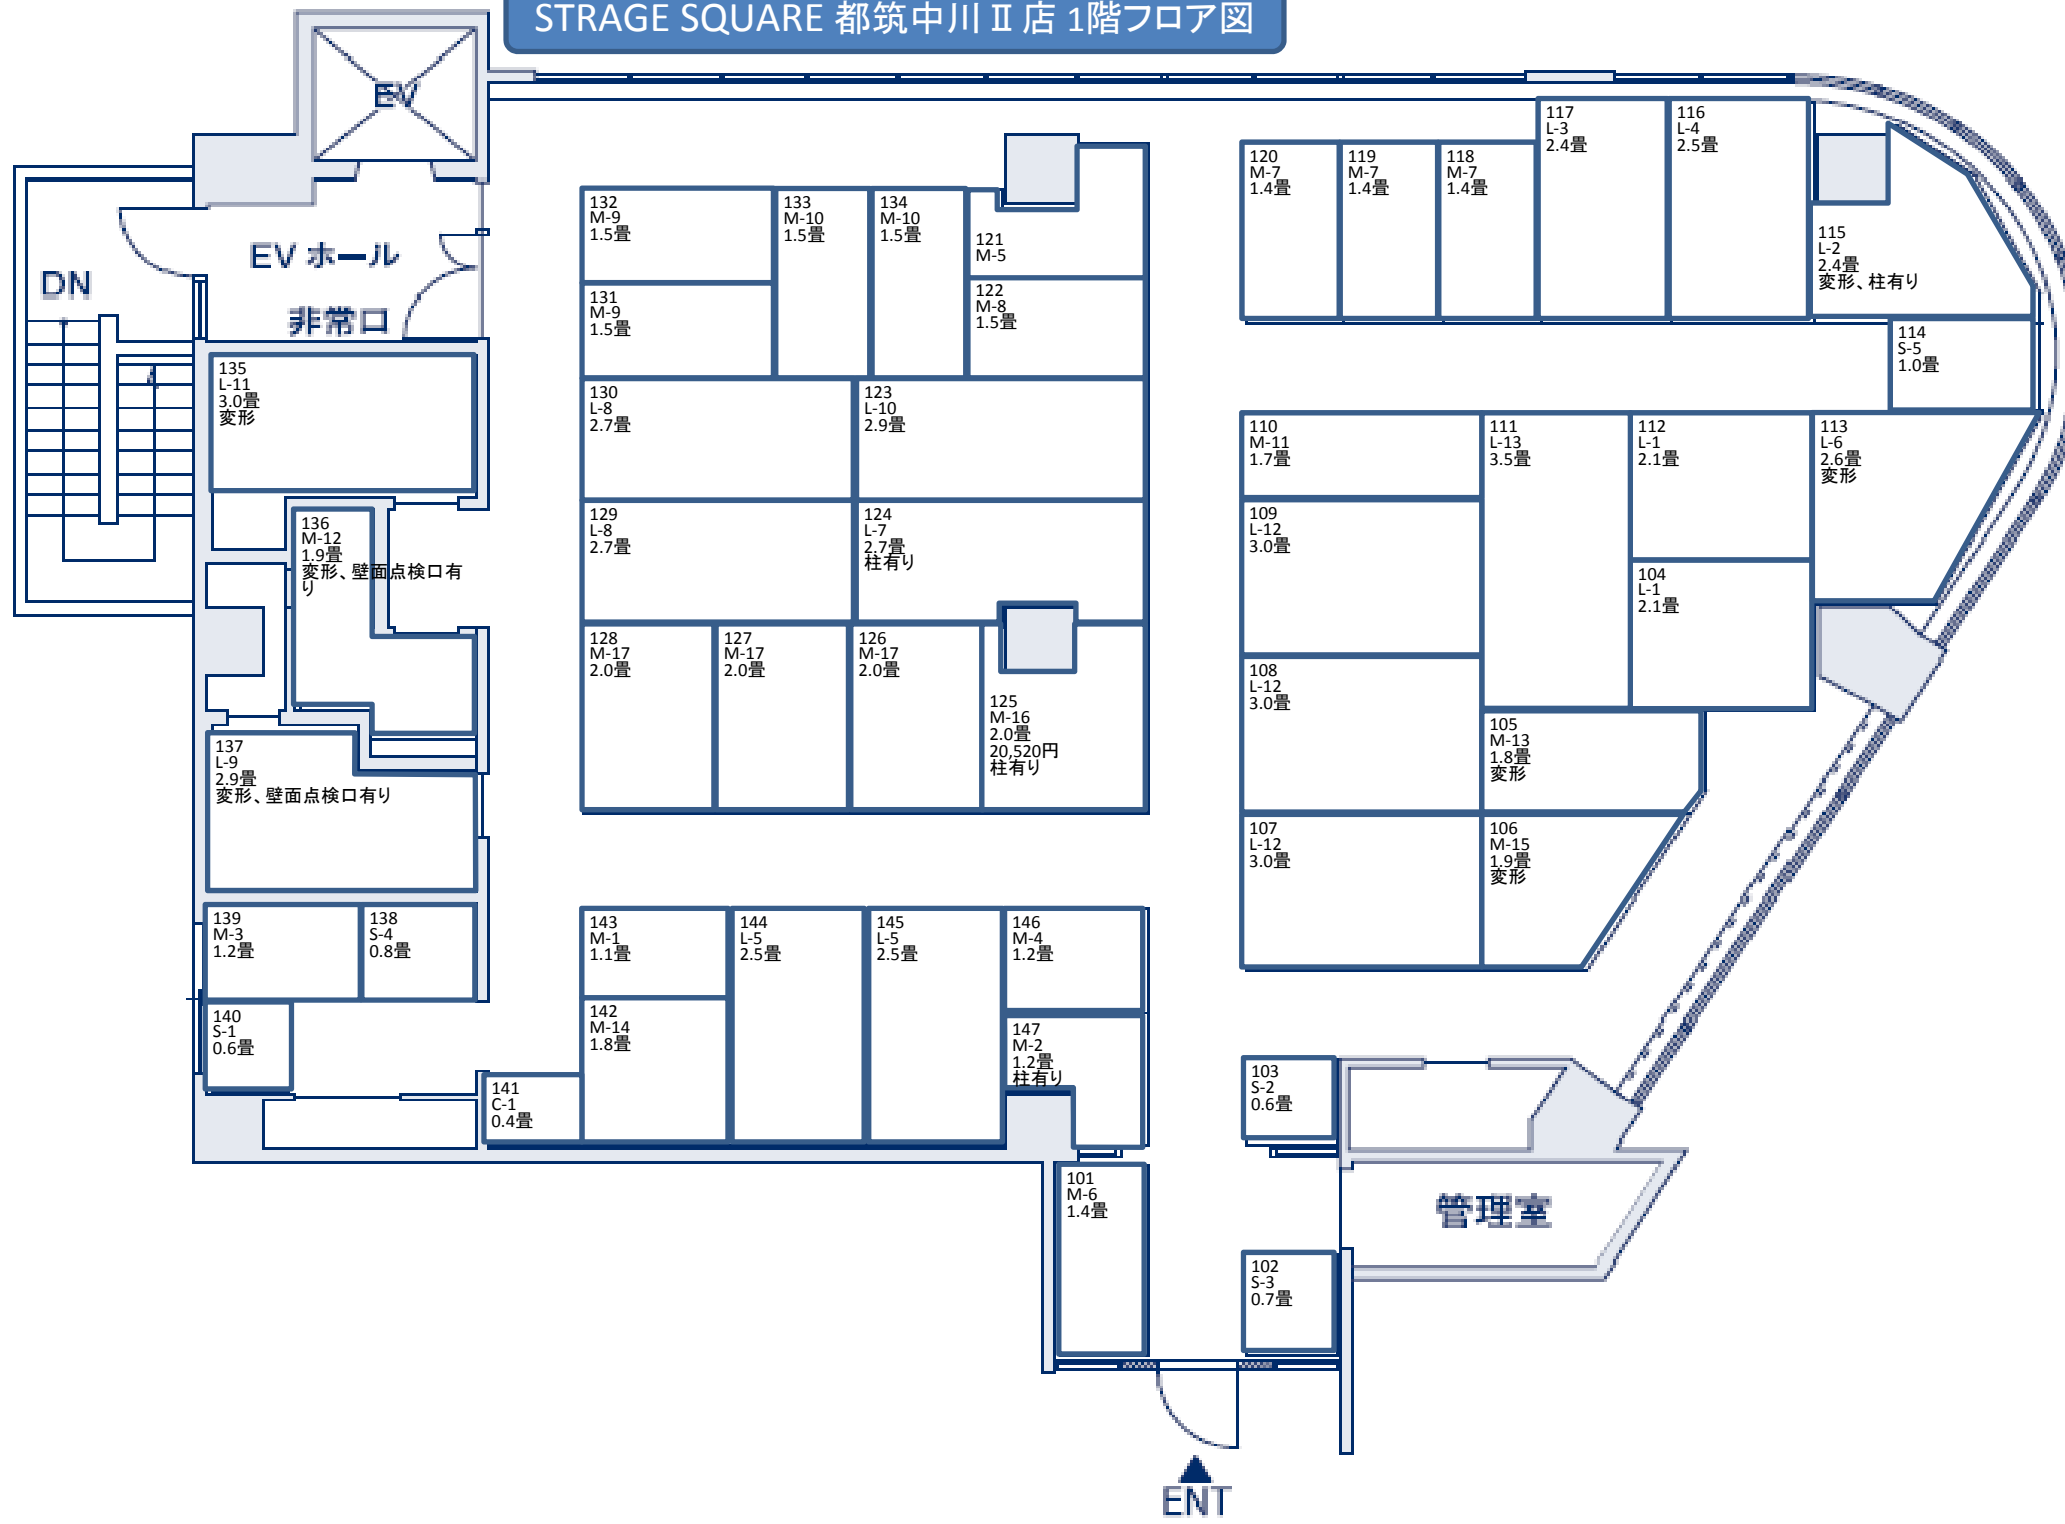 STRAGE SQUARE 都筑中川Ⅱ店 1階フロア図
EV
EV ホール
非常口
DN
132
M-9
1.5畳
133
M-10
1.5畳
134
M-10
1.5畳
121
M-5
131
M-9
1.5畳
122
M-8
1.5畳
130
L-8
2.7畳
123
L-10
2.9畳
129
L-8
2.7畳
124
L-7
2.7畳
柱有り
128
M-17
2.0畳
127
M-17
2.0畳
126
M-17
2.0畳
125
M-16
2.0畳
20,520円
柱有り
120
M-7
1.4畳
119
M-7
1.4畳
118
M-7
1.4畳
117
L-3
2.4畳
116
L-4
2.5畳
115
L-2
2.4畳
変形、柱有り
114
S-5
1.0畳
110
M-11
1.7畳
111
L-13
3.5畳
112
L-1
2.1畳
113
L-6
2.6畳
変形
109
L-12
3.0畳
104
L-1
2.1畳
108
L-12
3.0畳
105
M-13
1.8畳
変形
107
L-12
3.0畳
106
M-15
1.9畳
変形
135
L-11
3.0畳
変形
136
M-12
1.9畳
変形、壁面点検口有
り
137
L-9
2.9畳
変形、壁面点検口有り
139
M-3
1.2畳
138
S-4
0.8畳
140
S-1
0.6畳
143
M-1
1.1畳
144
L-5
2.5畳
145
L-5
2.5畳
146
M-4
1.2畳
142
M-14
1.8畳
147
M-2
1.2畳
柱有り
141
C-1
0.4畳
103
S-2
0.6畳
101
M-6
1.4畳
管理室
102
S-3
0.7畳
ENT